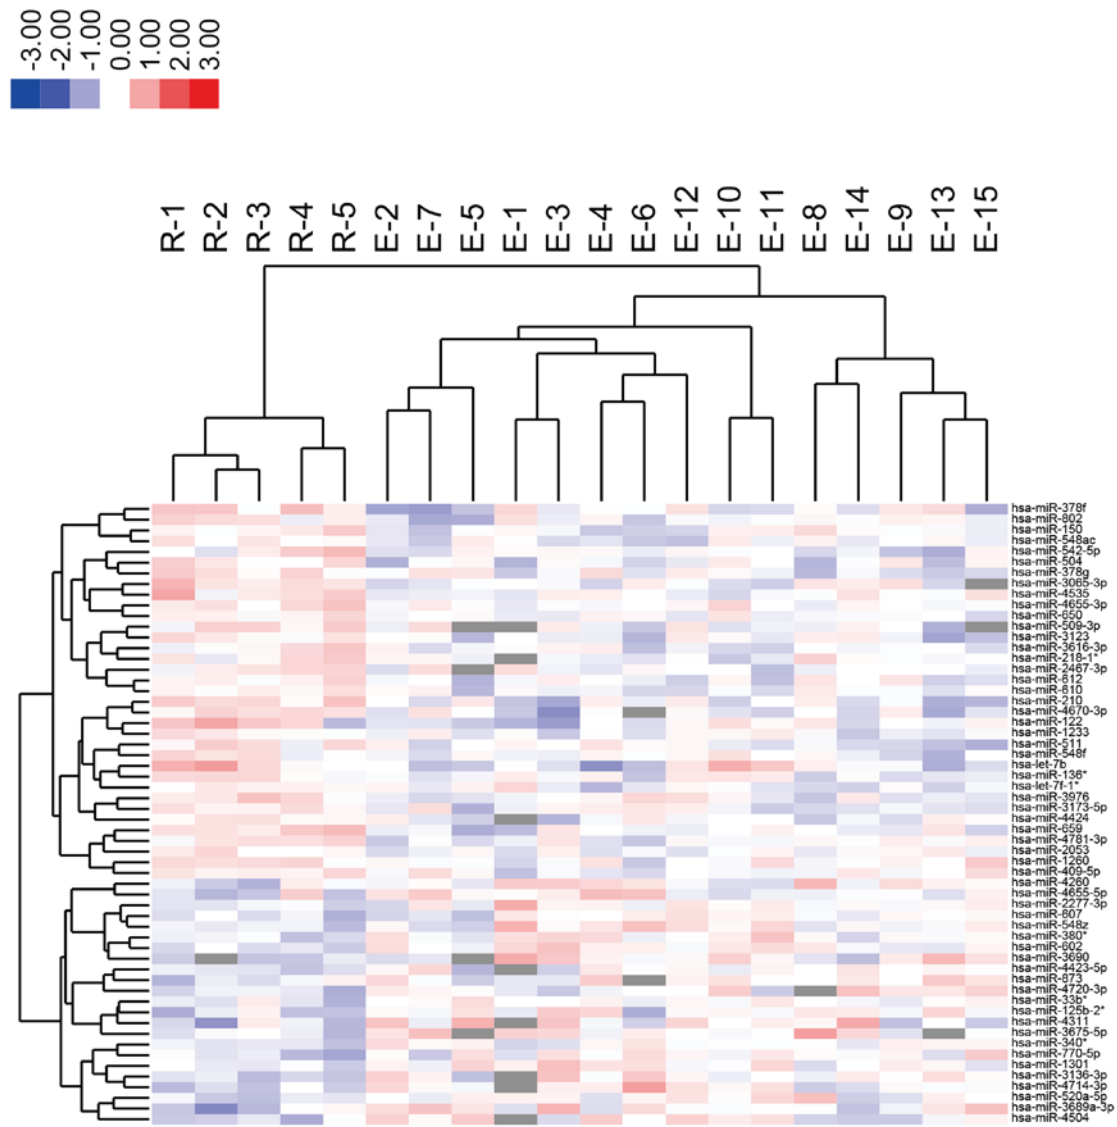 -3.00
-2.00
-1.00
0.00
1.00
2.00
3.00
R-1
R-2
R-3
R-4
R-5
E-2
E-7
E-5
E-1
E-3
E-4
E-6
E-12
E-10
E-11
E-8
E-14
E-9
E-13
E-15
hsa-miR-378f
hsa-miR-802
hsa-miR-150
hsa-miR-548ac
hsa-miR-542-5p
hsa-miR-504
hsa-miR-378g
hsa-miR-3065-3p
hsa-miR-4535
hsa-miR-4655-3p
hsa-miR-650
hsa-miR-509-3p
hsa-miR-3123
hsa-miR-3616-3p
hsa-miR-218-1*
hsa-miR-2467-3p
hsa-miR-612
hsa-miR-610
hsa-miR-210
hsa-miR-4670-3p
hsa-miR-122
hsa-miR-1233
hsa-miR-511
hsa-miR-548f
hsa-let-7b
hsa-miR-136*
hsa-let-7f-1*
hsa-miR-3976
hsa-miR-3173-5p
hsa-miR-4424
hsa-miR-659
hsa-miR-4781-3p
hsa-miR-2053
hsa-miR-1260
hsa-miR-409-5p
hsa-miR-4260
hsa-miR-4655-5p
hsa-miR-2277-3p
hsa-miR-607
hsa-miR-548z
hsa-miR-380*
hsa-miR-602
hsa-miR-3690
hsa-miR-4423-5p
hsa-miR-873
hsa-miR-4720-3p
hsa-miR-33b*
hsa-miR-125b-2*
hsa-miR-4311
hsa-miR-3675-5p
hsa-miR-340*
hsa-miR-770-5p
hsa-miR-1301
hsa-miR-3136-3p
hsa-miR-4714-3p
hsa-miR-520a-5p
hsa-miR-3689a-3p
hsa-miR-4504